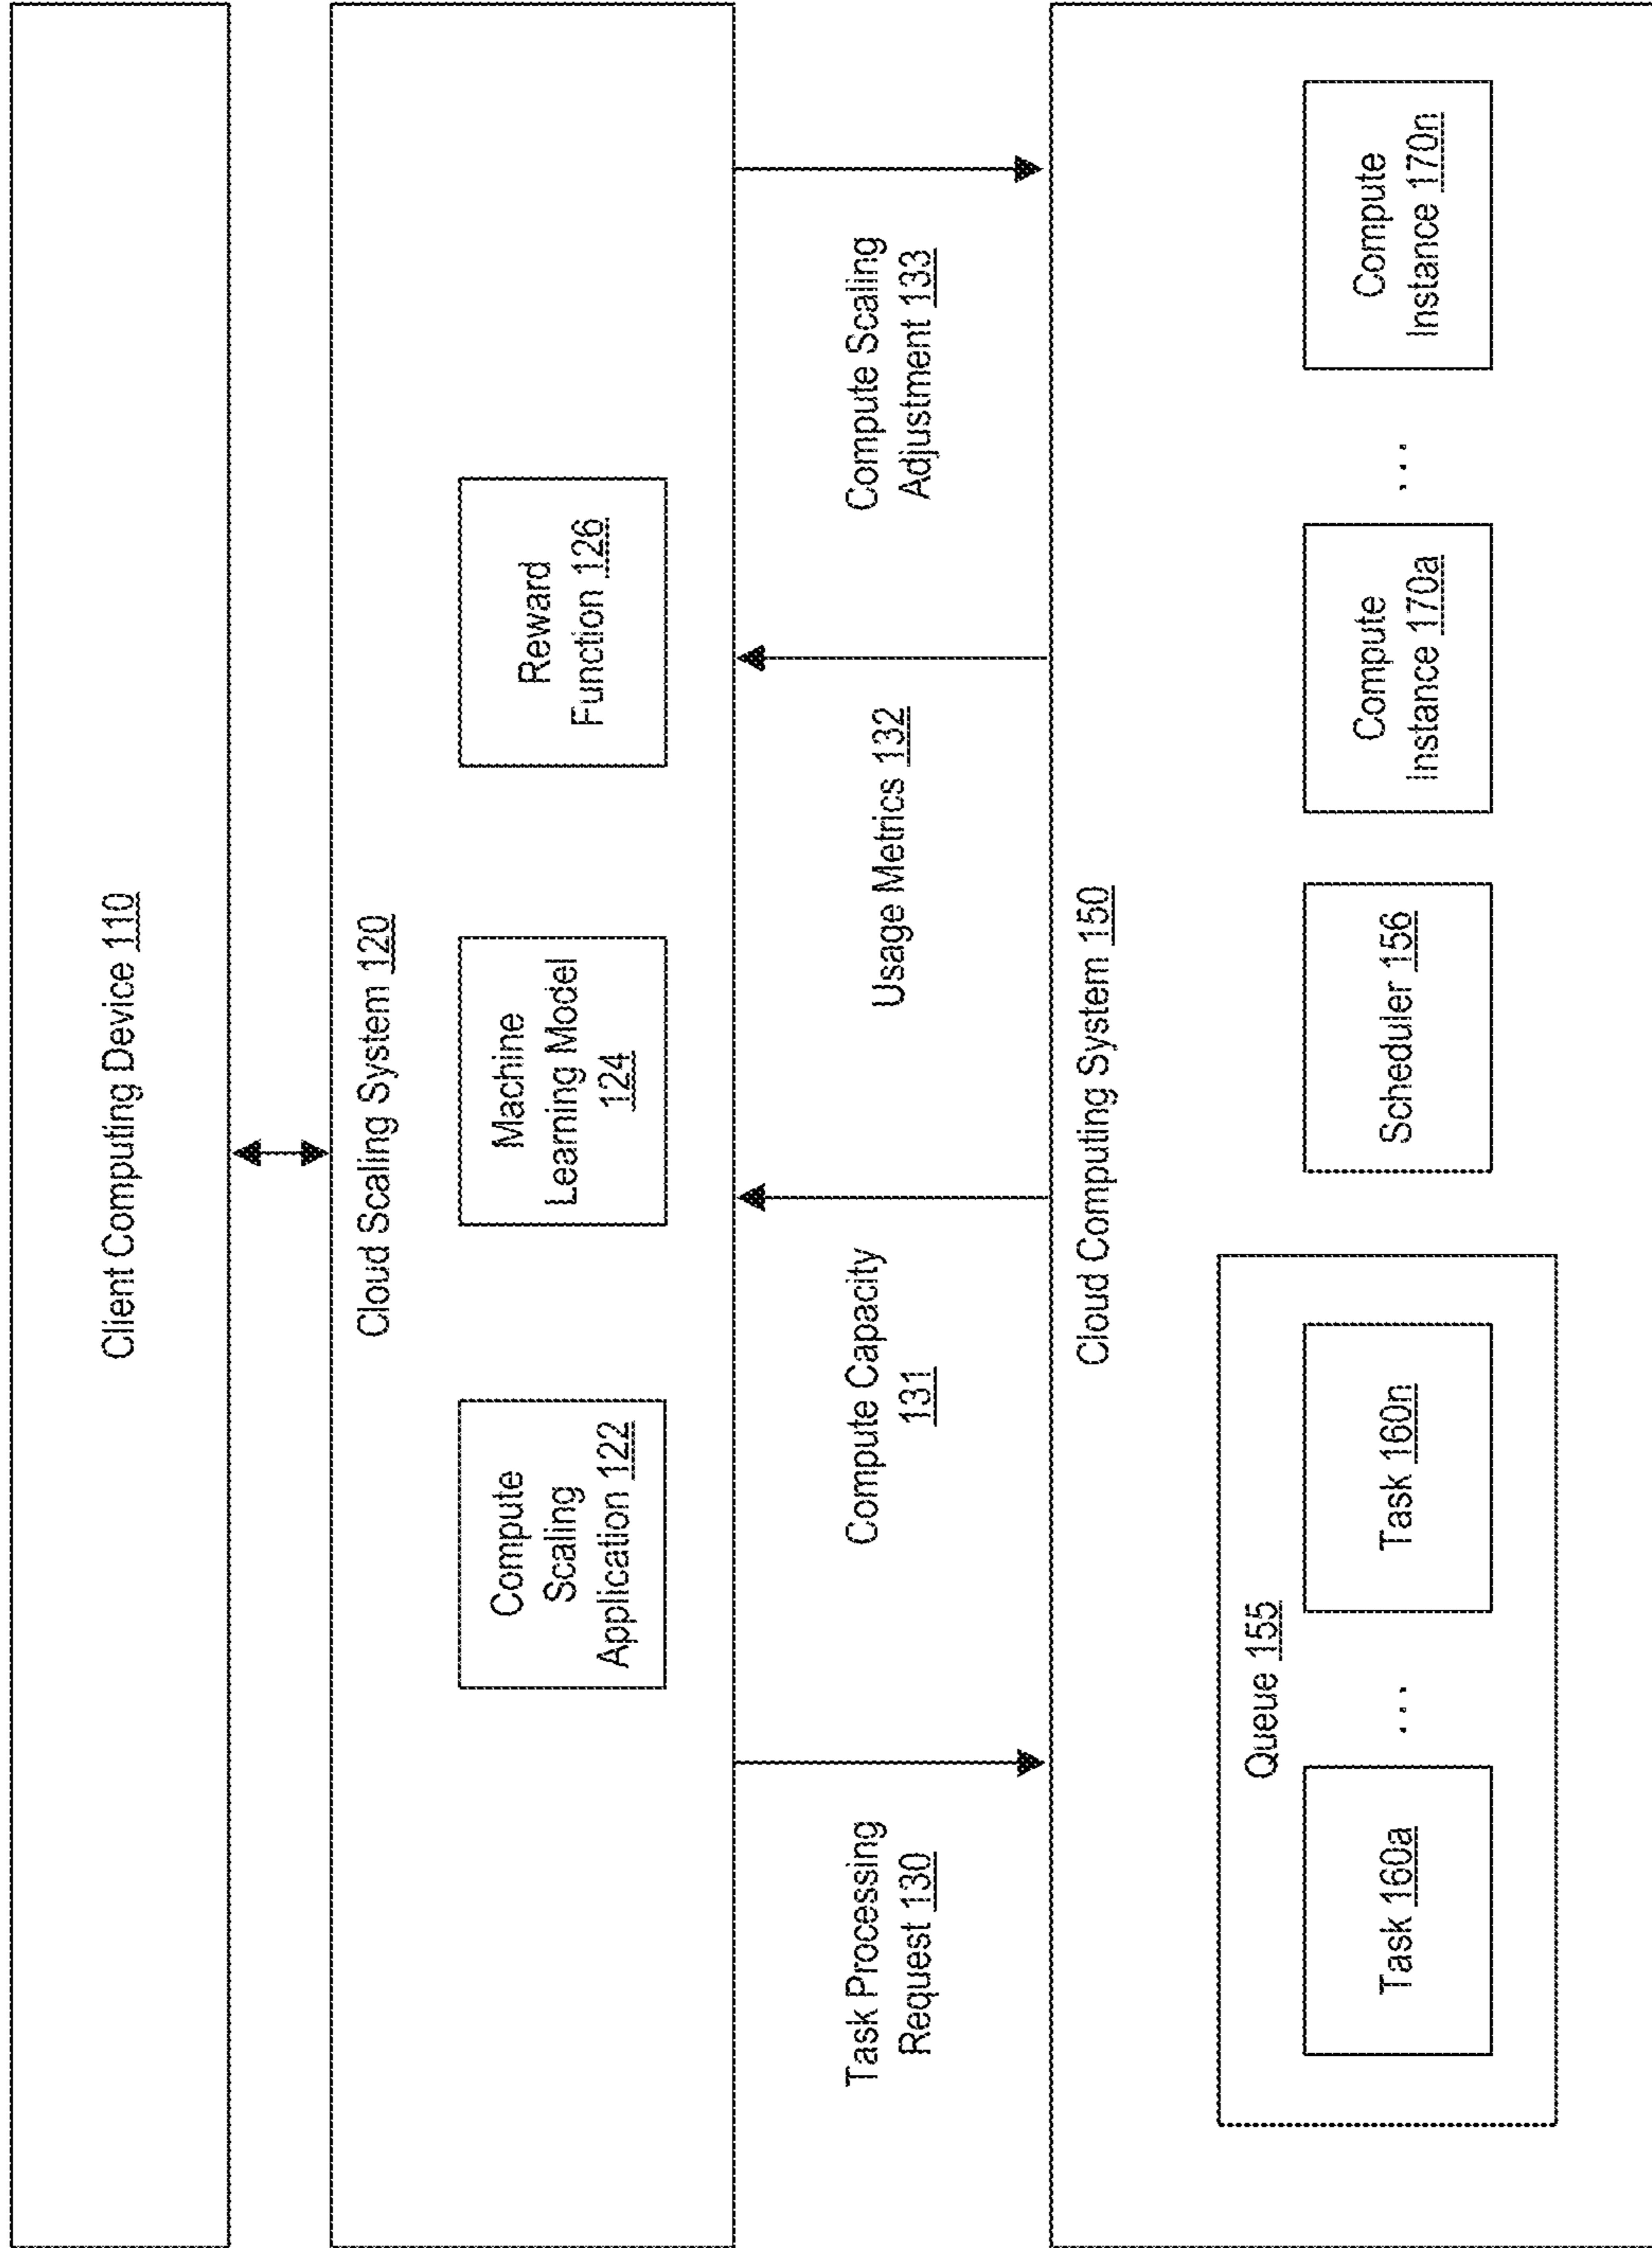 Client Computing Device 110
Cloud Scaling System 120
Compute
Scaling
Application 122
Machine
Learning Model
124
Reward
Function 126
Task Processing
Request 130
Compute Capacity
131
Usage Metrics 132
Compute Scaling
Adjustment 133
Cloud Computing System 150
Queue 155
Task 160a
...
Task 160n
Scheduler 156
Compute
Instance 170a
...
Compute
Instance 170n